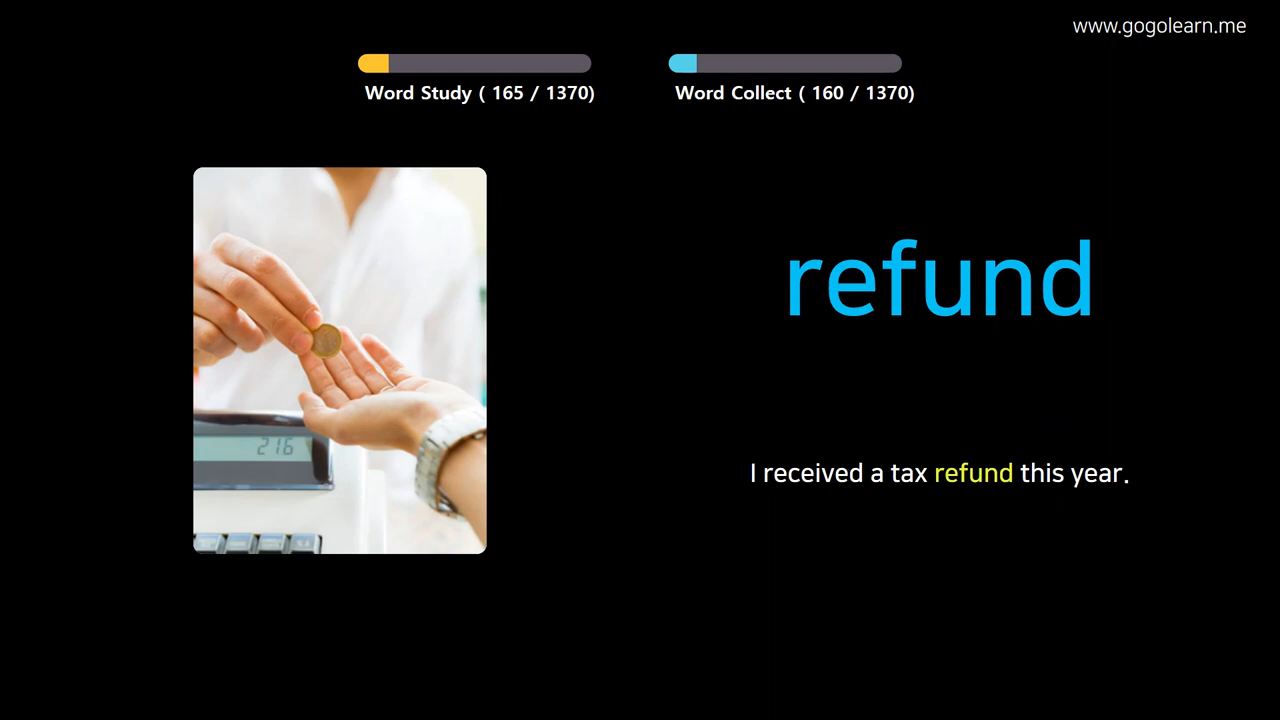 www.gogolearn.me
Word Study ( 165 / 1370)
Word Collect ( 160 / 1370)
refund
216
I received a tax refund this year.